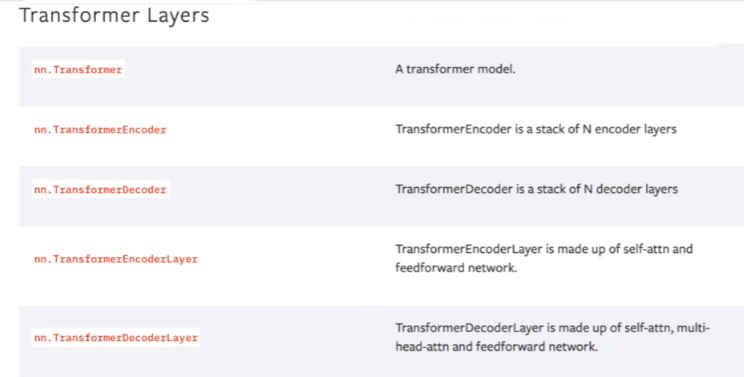 Transformer Layers
nn.Transformer A transformer model.
nn.TransformerEncoder TransformerEncoder is a stack of N encoder layers
nn.TransformerDecoder TransformerDecoder is a stack of N decoder layers
nn.TransformerEncoderLayer TransformerEncoderLayer is made up of self-attn and
feedforward network.
nn.TransformerDecoderLayer TransformerDecoderLayer is made up of self-attn, multi-
head-attn and feedforward network.